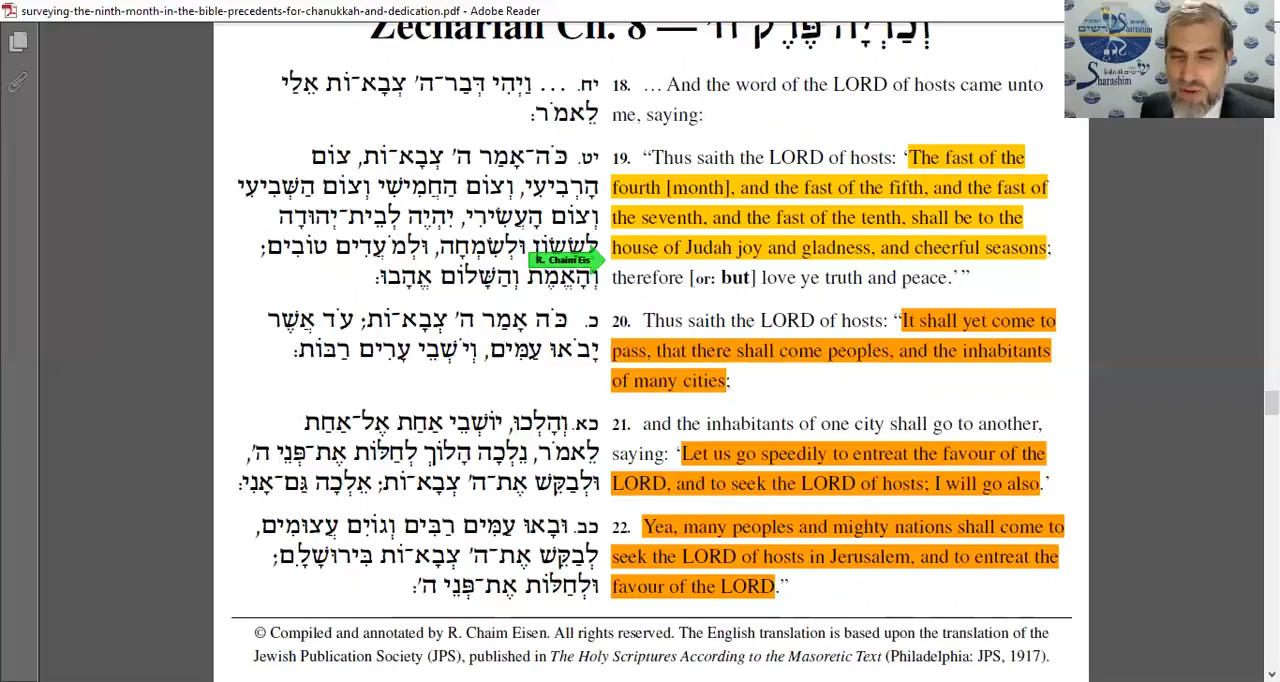 surveying-the-ninth-month-in-the-bible-precedents-for-chanukkah-and-dedication.pdf - Adobe Reader
Zechariah Ch. 8 — זְכַרְיָה פֶּרֶק ח'
יח. ... וַיְהִי דְּבַר־ה' צְבָא־וֹת אֵלַי
לֵאמֹר:
18. … And the word of the LORD of hosts came unto
me, saying:
יט. כֹּה־אָמַר ה' צְבָא־וֹת, צוֹם
הָרְבִיעִי, וְצוֹם הַחֲמִישִׁי וְצוֹם הַשְּׁבִיעִי
וְצוֹם הָעֲשִׂירִי, יִהְיֶה לְבֵית־יְהוּדָה
לְשָׂשׂוֹן וּלְשִׂמְחָה, וּלְמֹעֲדִים טוֹבִים;
וְהָאֱמֶת וְהַשָּׁלוֹם אֱהָבוּ:
R. Chaim Eis
19. “Thus saith the LORD of hosts: ‘The fast of the
fourth [month], and the fast of the fifth, and the fast of
the seventh, and the fast of the tenth, shall be to the
house of Judah joy and gladness, and cheerful seasons;
therefore [or: but] love ye truth and peace.’”
כ. כֹּה אָמַר ה' צְבָא־וֹת; עֹד אֲשֶׁר
יָבֹאוּ עַמִּים, וְיֹשְׁבֵי עָרִים רַבּוֹת:
20. Thus saith the LORD of hosts: “It shall yet come to
pass, that there shall come peoples, and the inhabitants
of many cities;
כא. וְהָלְכוּ, יוֹשְׁבֵי אַחַת אֶל־אַחַת
לֵאמֹר, נֵלְכָה הָלוֹךְ לְחַלּוֹת אֶת־פְּנֵי ה',
וּלְבַקֵּשׁ אֶת־ה' צְבָא־וֹת; אֵלְכָה גַּם־אָנִי:
21. and the inhabitants of one city shall go to another,
saying: ‘Let us go speedily to entreat the favour of the
LORD, and to seek the LORD of hosts; I will go also.’
כב. וּבָאוּ עַמִּים רַבִּים וְגוֹיִם עֲצוּמִים,
לְבַקֵּשׁ אֶת־ה' צְבָא־וֹת בִּירוּשָׁלָ͏ִם;
וּלְחַלּוֹת אֶת־פְּנֵי ה':
22. Yea, many peoples and mighty nations shall come to
seek the LORD of hosts in Jerusalem, and to entreat the
favour of the LORD.”
© Compiled and annotated by R. Chaim Eisen. All rights reserved. The English translation is based upon the translation of the
Jewish Publication Society (JPS), published in The Holy Scriptures According to the Masoretic Text (Philadelphia: JPS, 1917).
שרשים
Sharashim